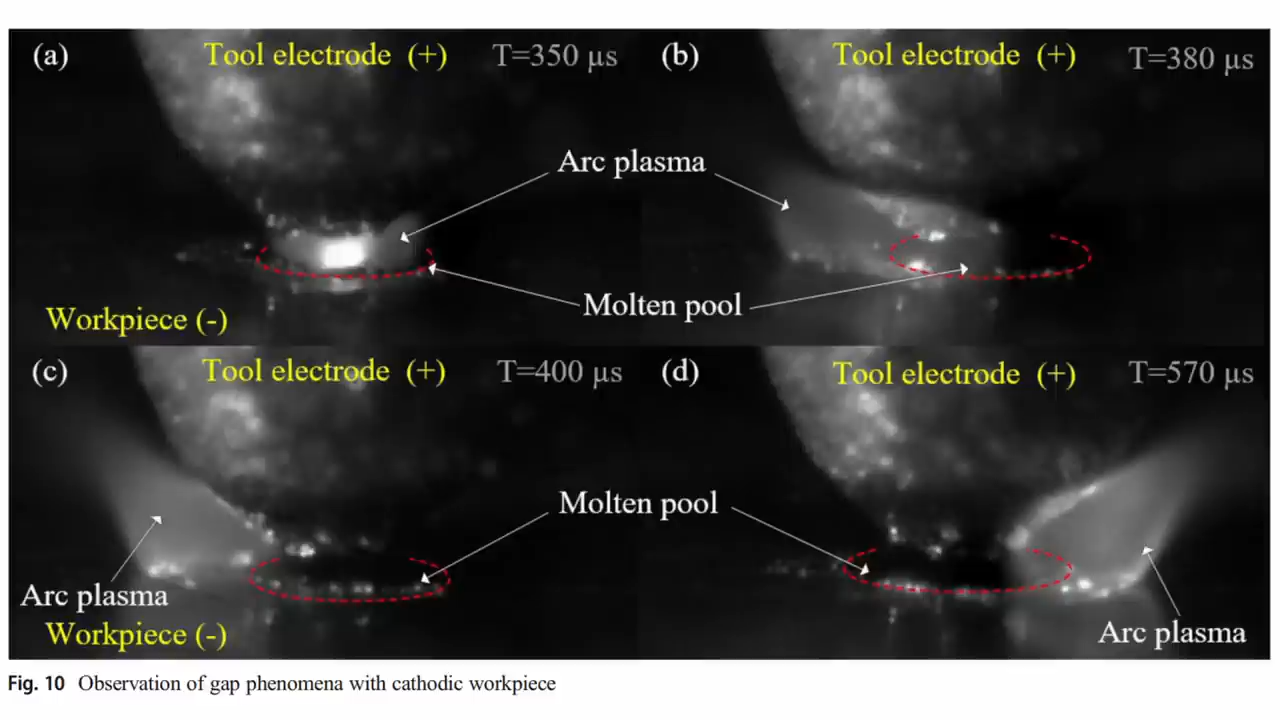 (a) Tool electrode (+) T=350 μs
(b) Tool electrode (+) T=380 μs
Arc plasma
Molten pool
Workpiece (-)
(c) Tool electrode (+) T=400 μs
(d) Tool electrode (+) T=570 μs
Molten pool
Arc plasma
Workpiece (-)
Arc plasma
Fig. 10 Observation of gap phenomena with cathodic workpiece